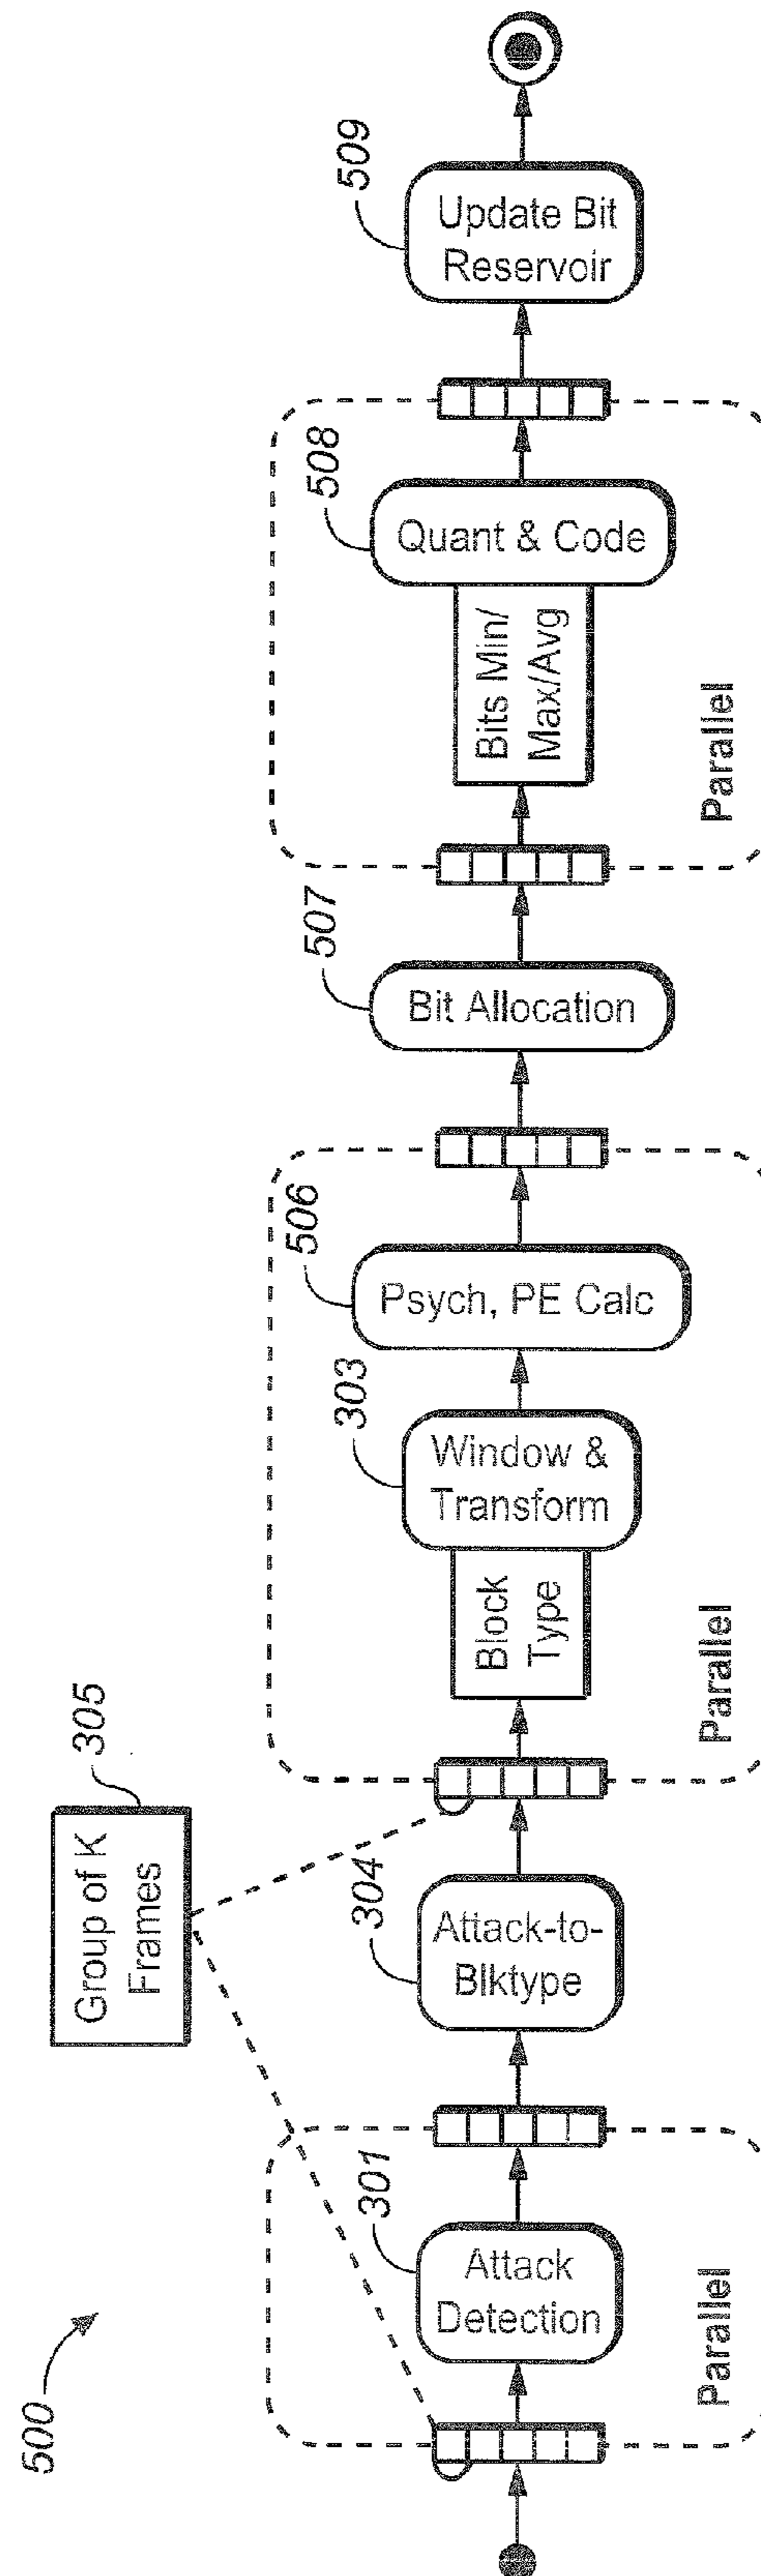 500
Group of K
Frames
305
301
Attack
Detection
Parallel
304
Attack-to-
Blktype
Block
Type
303
Window &
Transform
506
Psych, PE Calc
Parallel
507
Bit Allocation
Bits Min/
Max/Avg
508
Quant & Code
Parallel
509
Update Bit
Reservoir